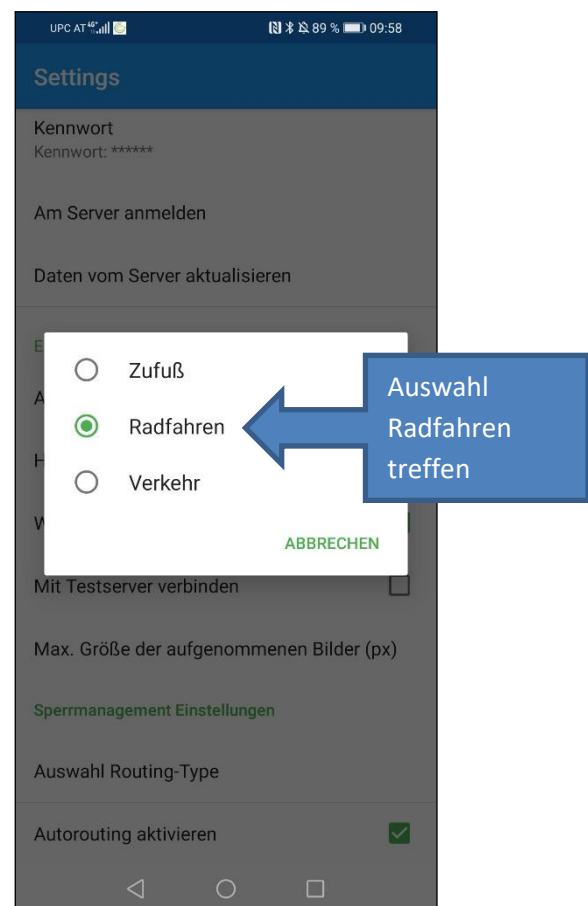 UPC AT 4G+ 89 % 09:58
Settings
Kennwort
Kennwort: ******
Am Server anmelden
Daten vom Server aktualisieren
E
Zufuß
A
Radfahren
H
Verkehr
W
ABBRECHEN
Auswahl
Radfahren
treffen
Mit Testserver verbinden
Max. Größe der aufgenommenen Bilder (px)
Sperrmanagement Einstellungen
Auswahl Routing-Type
Autorouting aktivieren